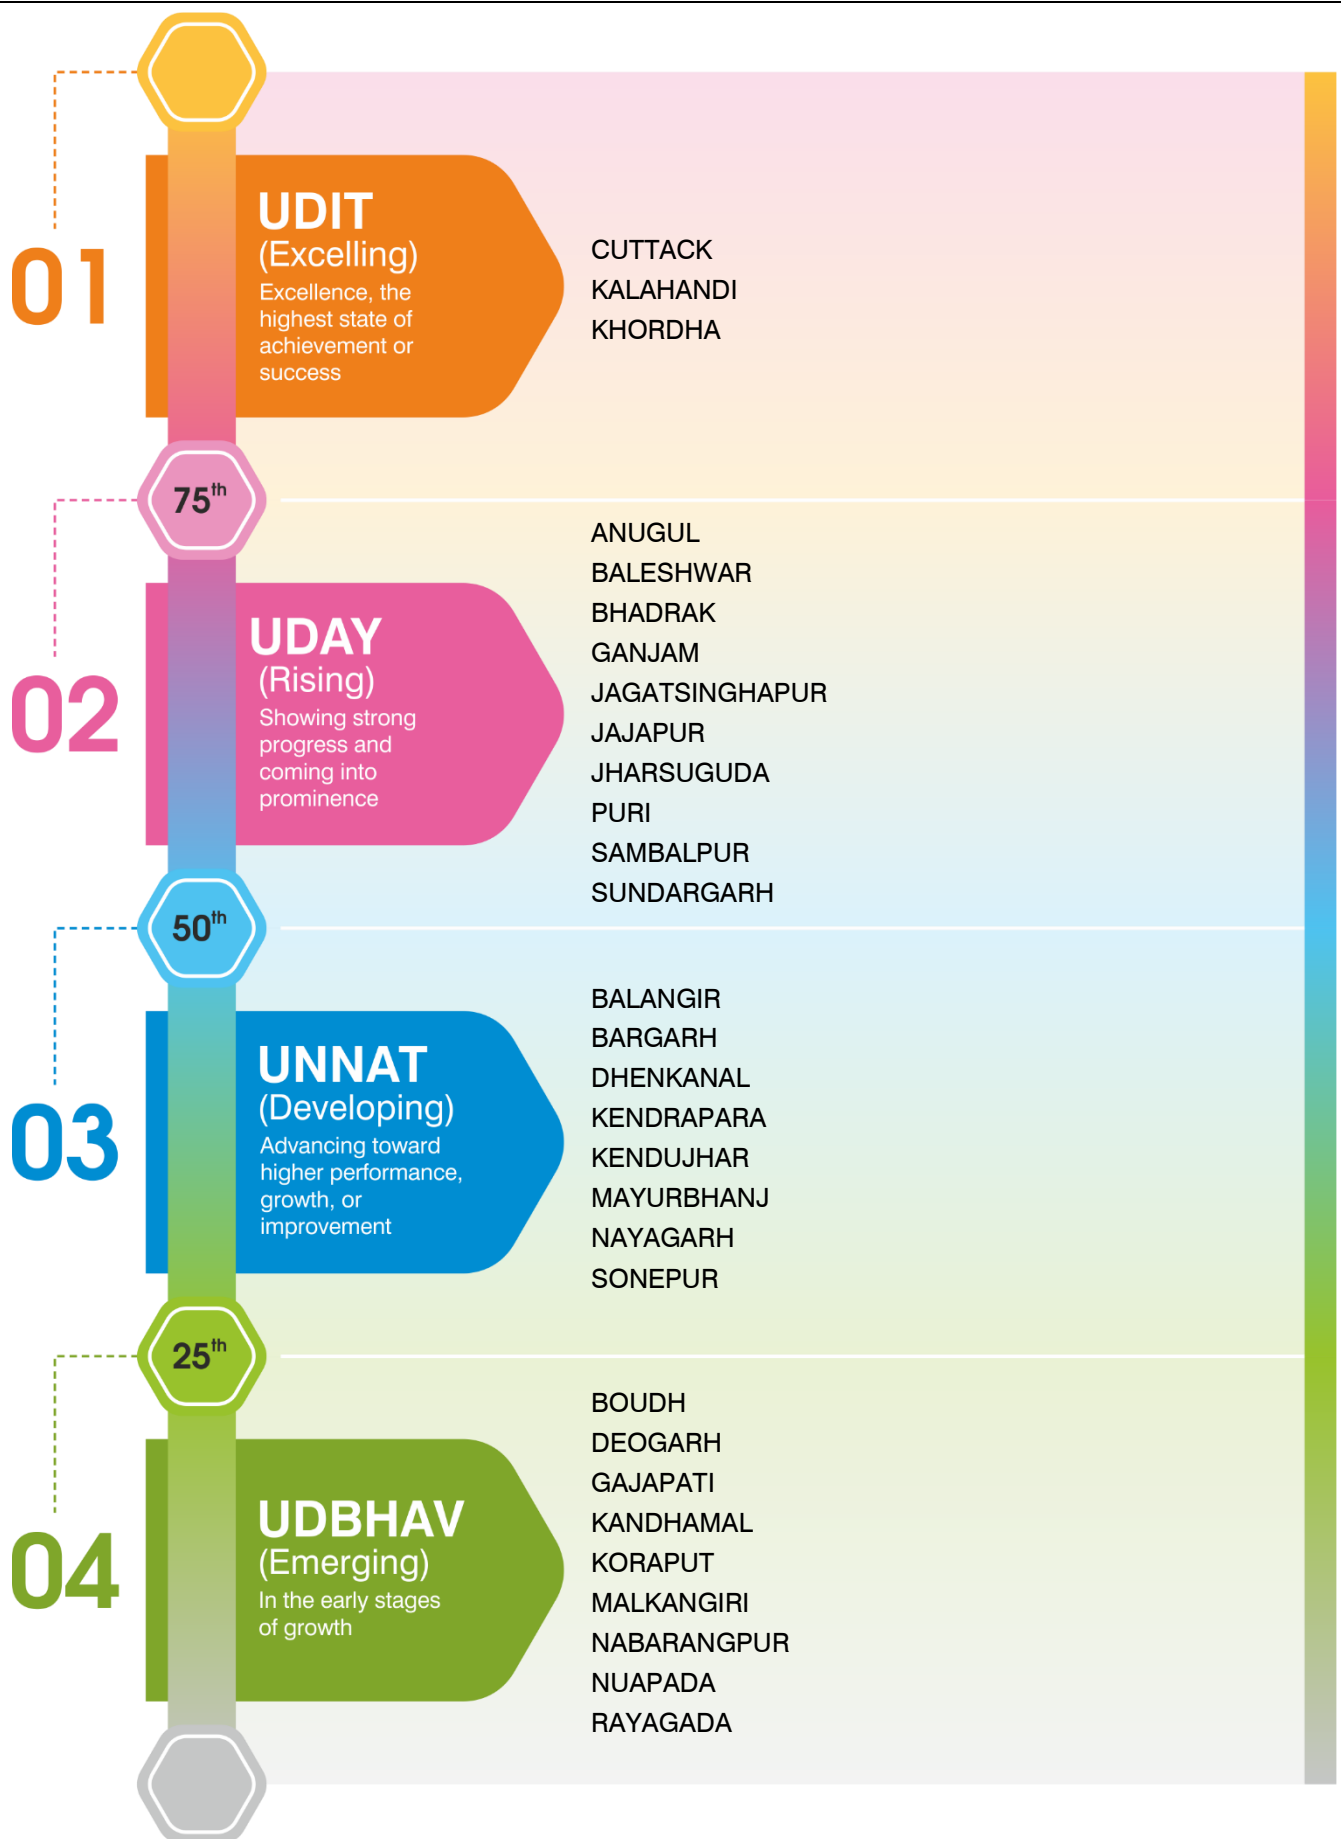 01
UDIT
(Excelling)
Excellence, the
highest state of
achievement or
success
CUTTACK
KALAHANDI
KHORDHA
75th
02
UDAY
(Rising)
Showing strong
progress and
coming into
prominence
ANUGUL
BALESHWAR
BHADRAK
GANJAM
JAGATSINGHAPUR
JAJAPUR
JHARSUGUDA
PURI
SAMBALPUR
SUNDARGARH
50th
03
UNNAT
(Developing)
Advancing toward
higher performance,
growth, or
improvement
BALANGIR
BARGARH
DHENKANAL
KENDRAPARA
KENDUJHAR
MAYURBHANJ
NAYAGARH
SONEPUR
25th
04
UDBHAV
(Emerging)
In the early stages
of growth
BOUDH
DEOGARH
GAJAPATI
KANDHAMAL
KORAPUT
MALKANGIRI
NABARANGPUR
NUAPADA
RAYAGADA